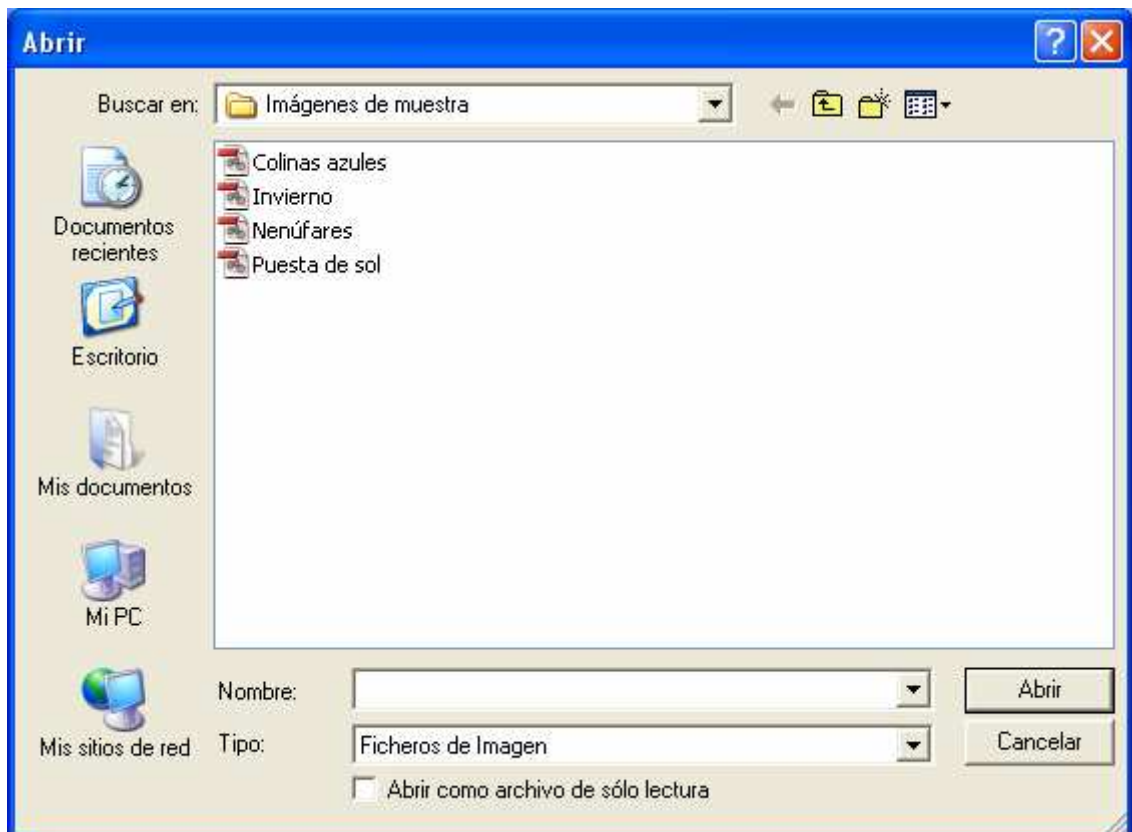 Abrir
Buscar en: Imágenes de muestra
Documentos
recientes
Escritorio
Mis documentos
Mi PC
Mis sitios de red
Colinas azules
Invierno
Nenúfares
Puesta de sol
Nombre:
Abrir
Tipo: Ficheros de Imagen
Cancelar
Abrir como archivo de sólo lectura